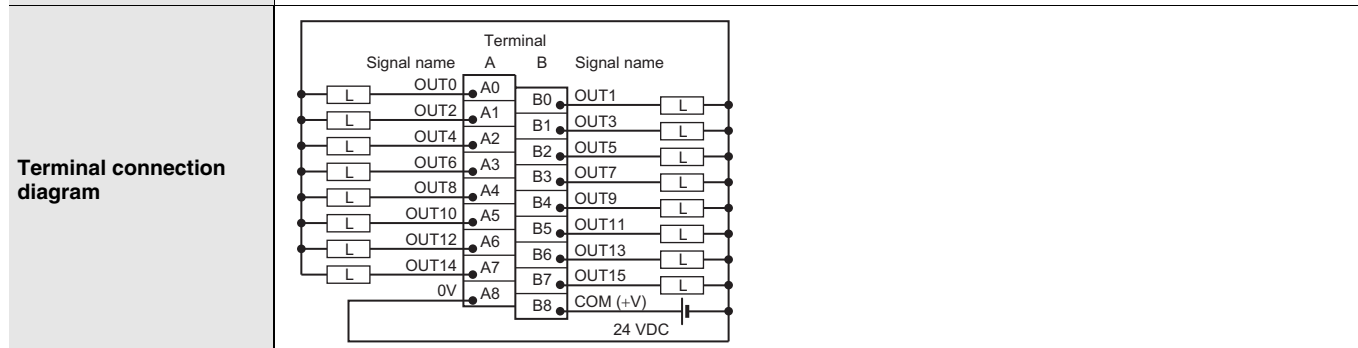 Terminal connection
diagram
Terminal
Signal name A B Signal name
OUT0 A0 B0 OUT1
L L
OUT2 A1 B1 OUT3
L L
OUT4 A2 B2 OUT5
L L
OUT6 A3 B3 OUT7
L L
OUT8 A4 B4 OUT9
L L
OUT10 A5 B5 OUT11
L L
OUT12 A6 B6 OUT13
L L
OUT14 A7 B7 OUT15
L L
0V A8 B8 COM (+V)
24 VDC